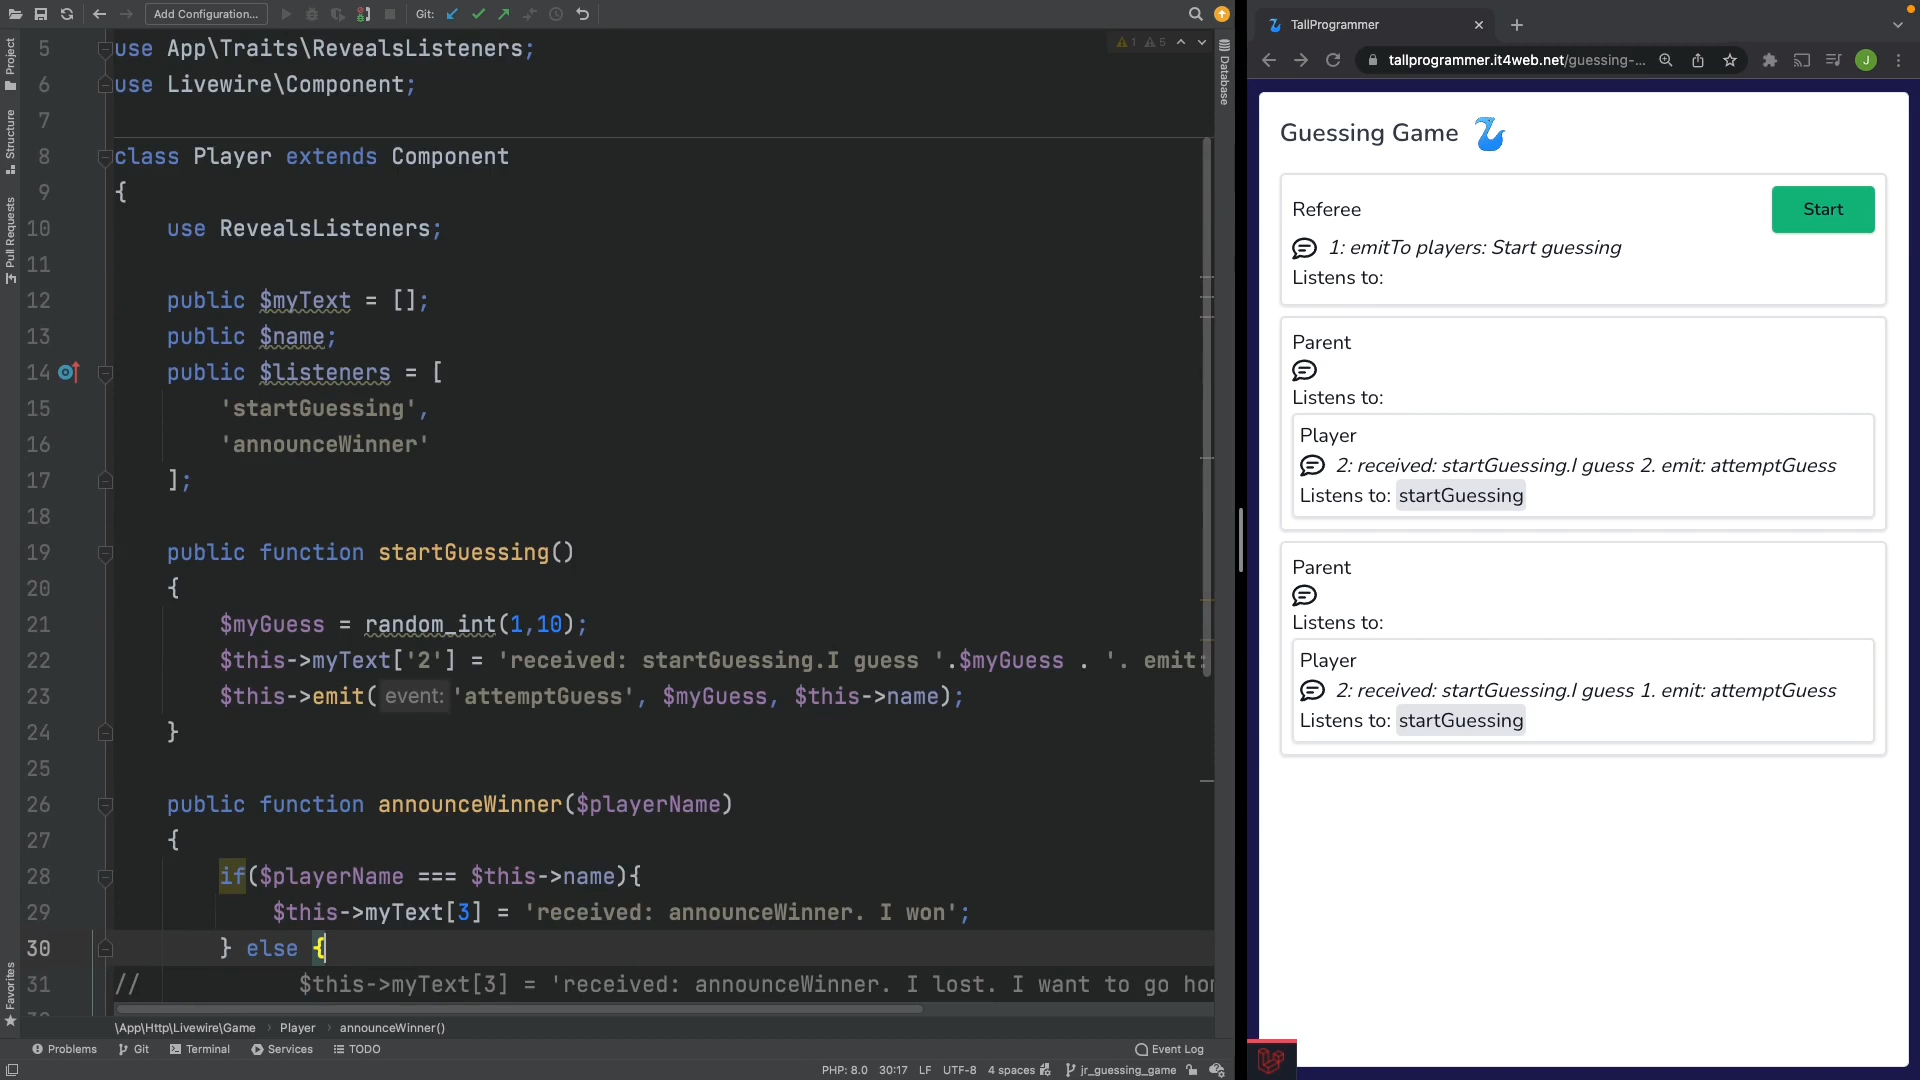 Add Configuration...
Git:
Project
Structure
Pull Requests
Favorites
Database
1 5
5 use App\Traits\RevealsListeners;
6 use Livewire\Component;
7
8 class Player extends Component
9 {
10 use RevealsListeners;
11
12 public $myText = [];
13 public $name;
14 public $listeners = [
15 'startGuessing',
16 'announceWinner'
17 ];
18
19 public function startGuessing()
20 {
21 $myGuess = random_int(1,10);
22 $this->myText['2'] = 'received: startGuessing.I guess '.$myGuess . '. emit:
23 $this->emit( event: 'attemptGuess', $myGuess, $this->name);
24 }
25
26 public function announceWinner($playerName)
27 {
28 if($playerName === $this->name){
29 $this->myText[3] = 'received: announceWinner. I won';
30 } else {
31 // $this->myText[3] = 'received: announceWinner. I lost. I want to go
\App\Http\Livewire\Game › Player › announceWinner()
Problems Git Terminal Services TODO Event Log
PHP: 8.0 30:17 LF UTF-8 4 spaces jr_guessing_game
TallProgrammer
tallprogrammer.it4web.net/guessing-...
J
Guessing Game
Referee
Start
1: emitTo players: Start guessing
Listens to:
Parent
Listens to:
Player
2: received: startGuessing.I guess 2. emit: attemptGuess
Listens to: startGuessing
Parent
Listens to:
Player
2: received: startGuessing.I guess 1. emit: attemptGuess
Listens to: startGuessing